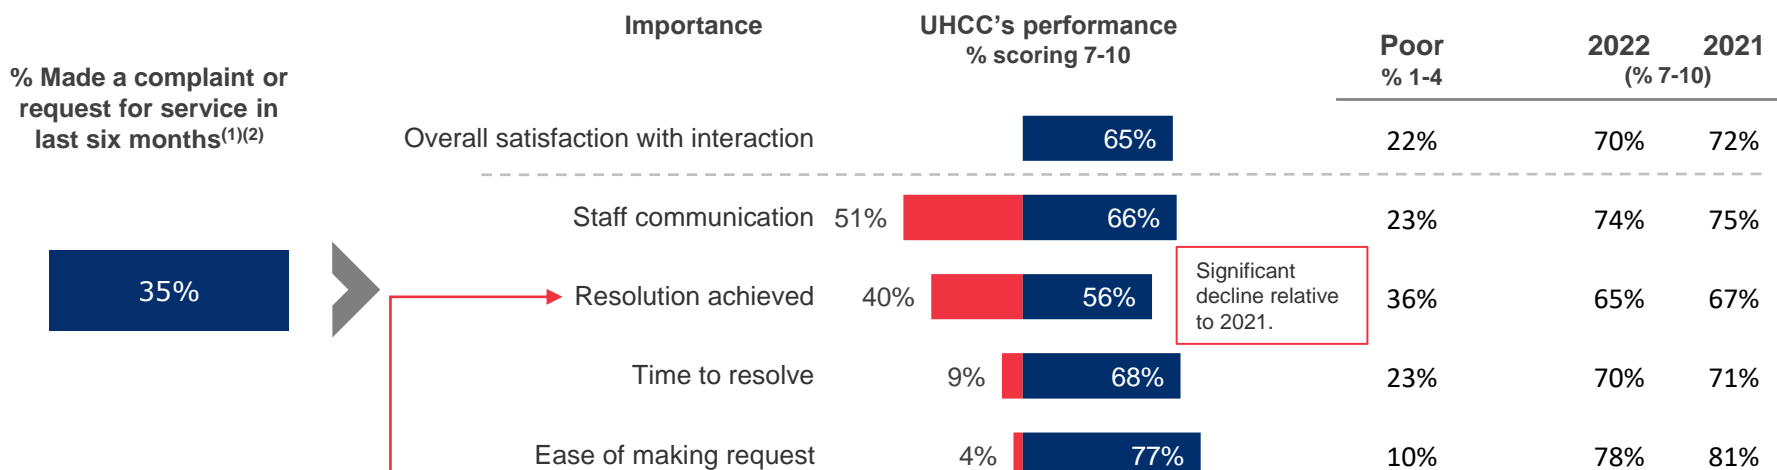 Importance
UHCC’s performance
% scoring 7-10
Poor
% 1-4
2022 2021
(% 7-10)
% Made a complaint or
request for service in
last six months(1)(2)
35%
Overall satisfaction with interaction 65% 22% 70% 72%
Staff communication 51% 66% 23% 74% 75%
Resolution achieved 40% 56% 36% 65% 67%
Significant
decline relative
to 2021.
Time to resolve 9% 68% 23% 70% 71%
Ease of making request 4% 77% 10% 78% 81%